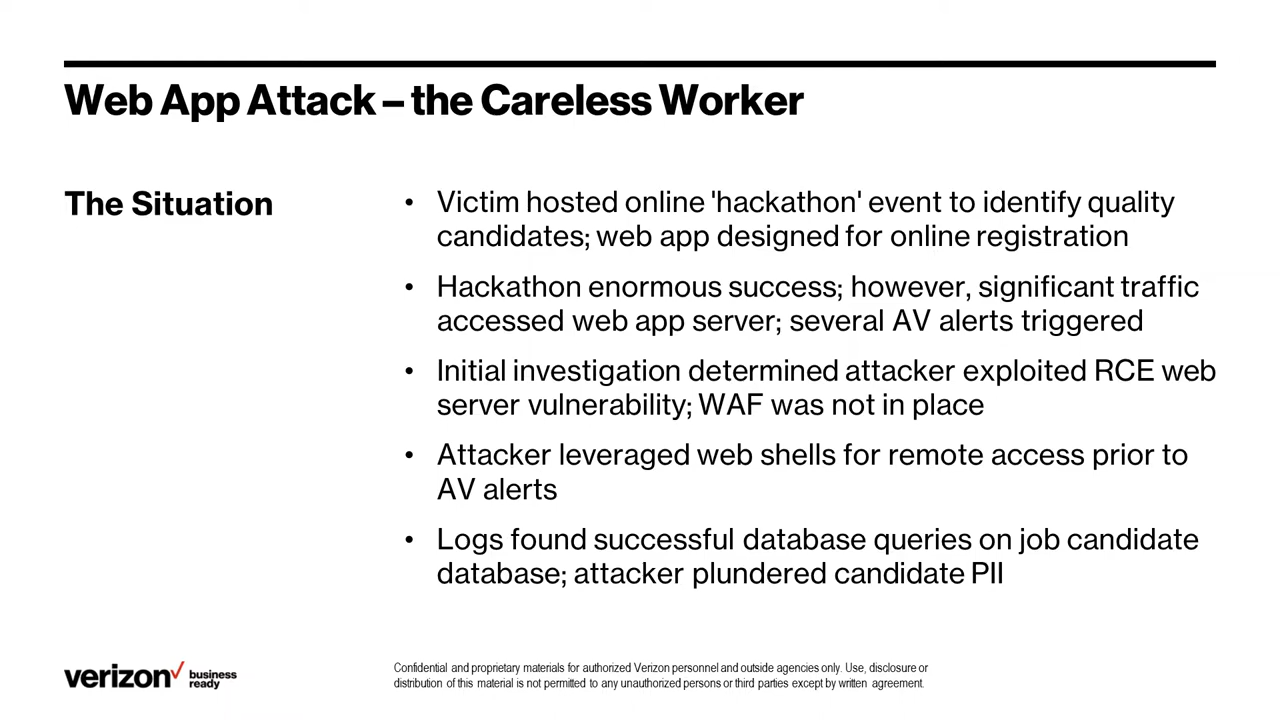 Web App Attack – the Careless Worker
The Situation
• Victim hosted online 'hackathon' event to identify quality
candidates; web app designed for online registration
• Hackathon enormous success; however, significant traffic
accessed web app server; several AV alerts triggered
• Initial investigation determined attacker exploited RCE web
server vulnerability; WAF was not in place
• Attacker leveraged web shells for remote access prior to
AV alerts
• Logs found successful database queries on job candidate
database; attacker plundered candidate PII
verizon✓ business
ready
Confidential and proprietary materials for authorized Verizon personnel and outside agencies only. Use, disclosure or
distribution of this material is not permitted to any unauthorized persons or third parties except by written agreement.